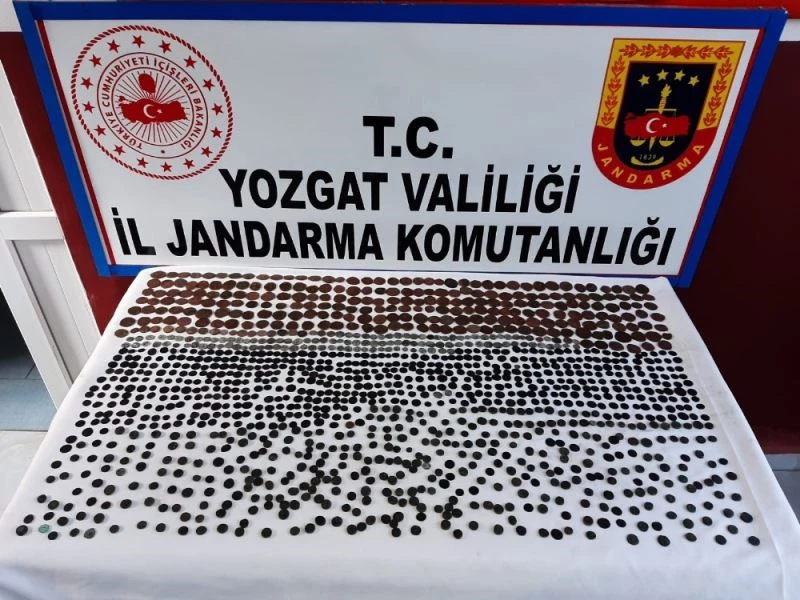 TÜRKİYE CUMHURİYETİ İÇİŞLERİ BAKANLIĞI
T.C.
YOZGAT VALİLİĞİ
İL JANDARMA KOMUTANLIĞI
1839
JANDARMA